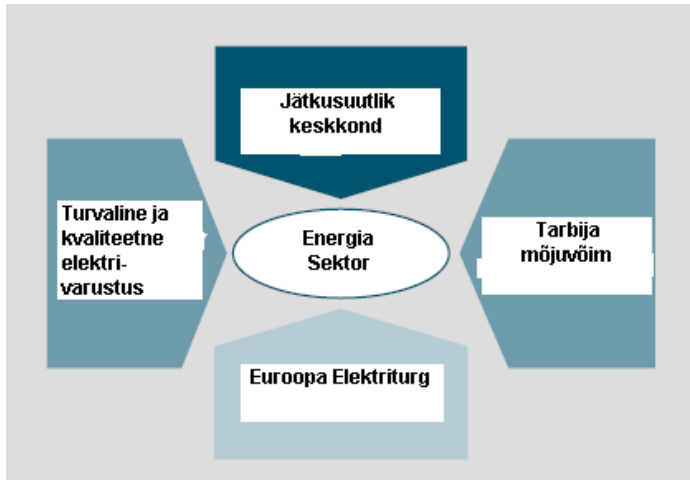 Jätkusuutlik
keskkond
Turvaline ja
kvaliteetne
elektri-
varustus
Energia
Sektor
Tarbija
mõjuvõim
Euroopa Elektriturg